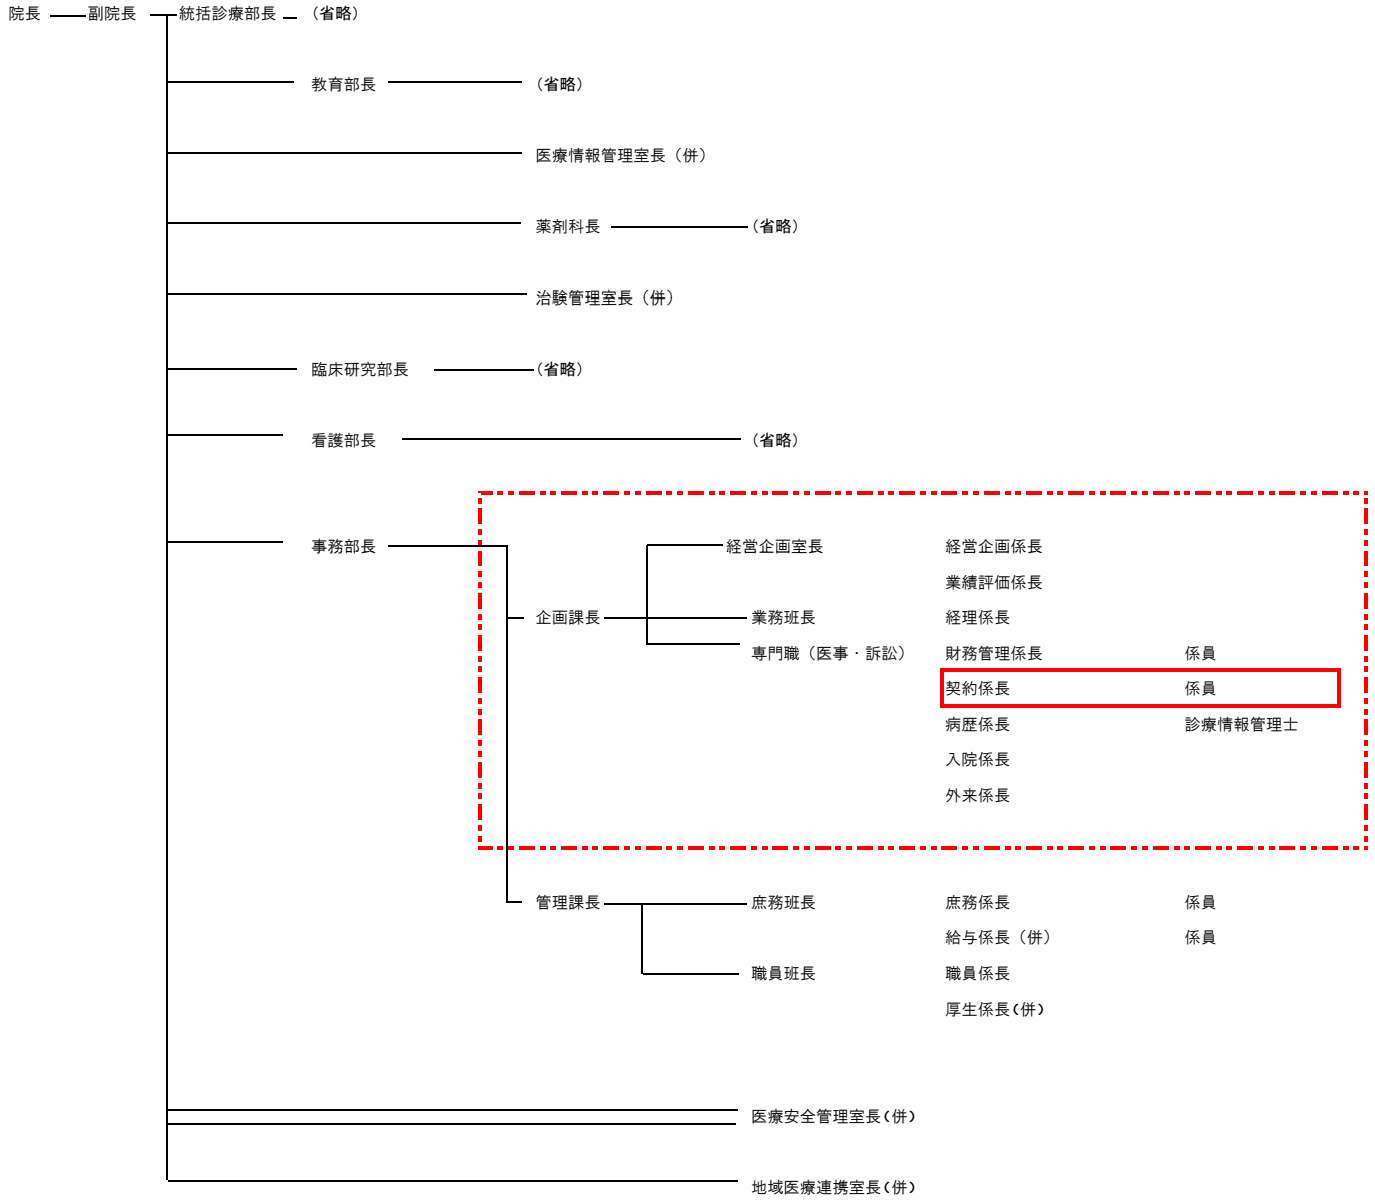 院長 副院長 統括診療部長 （省略）
教育部長 （省略）
医療情報管理室長（併）
薬剤科長 （省略）
治験管理室長（併）
臨床研究部長 （省略）
看護部長 （省略）
事務部長 経営企画室長 経営企画係長
業績評価係長
企画課長 業務班長 経理係長
専門職（医事・訴訟） 財務管理係長 係員
契約係長 係員
病歴係長 診療情報管理士
入院係長
外来係長
管理課長 庶務班長 庶務係長 係員
給与係長（併） 係員
職員班長 職員係長
厚生係長(併)
医療安全管理室長(併)
地域医療連携室長(併)